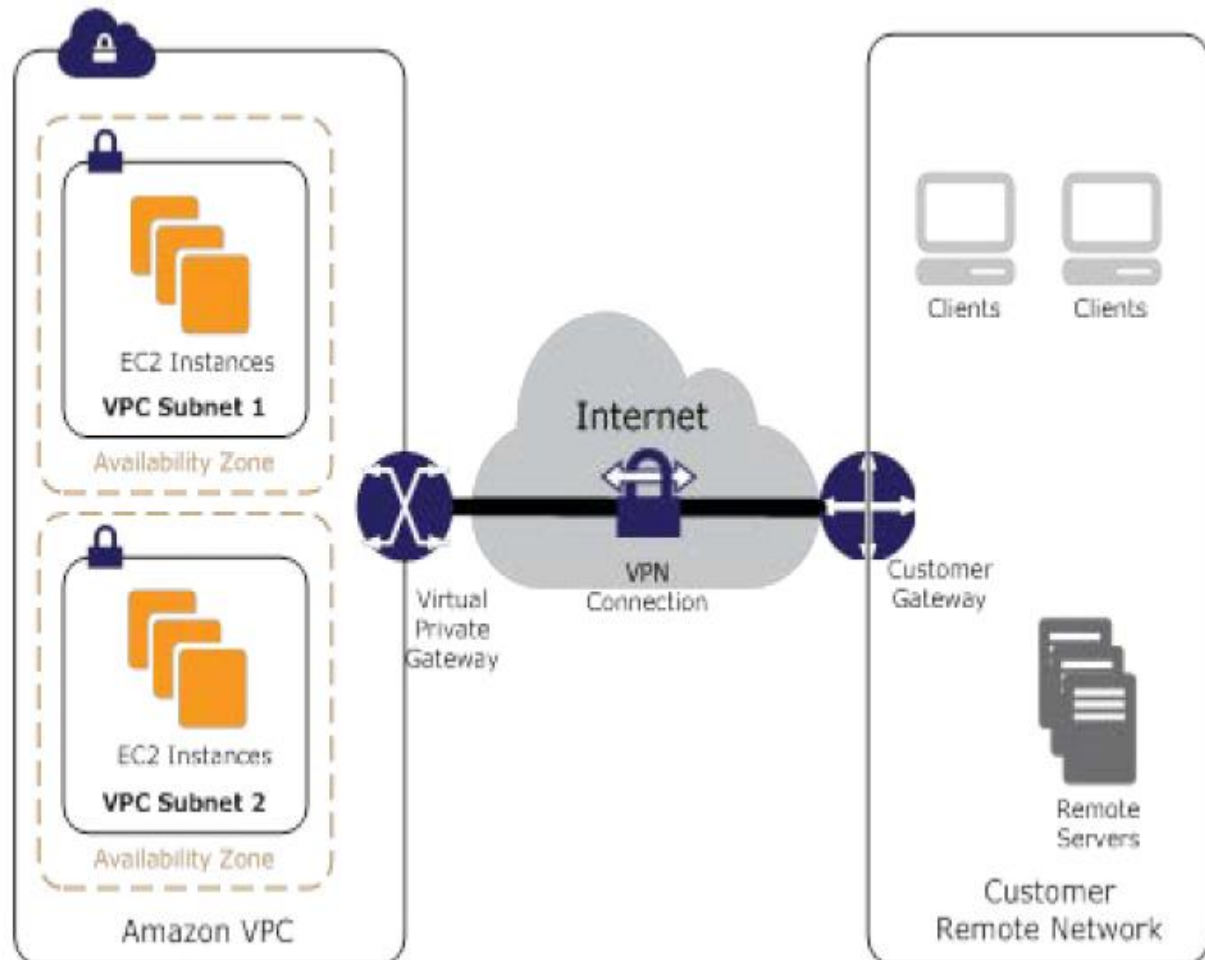 EC2 Instances
VPC Subnet 1
Availability Zone
EC2 Instances
VPC Subnet 2
Availability Zone
Amazon VPC
Virtual
Private
Gateway
Internet
VPN
Connection
Customer
Gateway
Clients
Clients
Remote
Servers
Customer
Remote Network